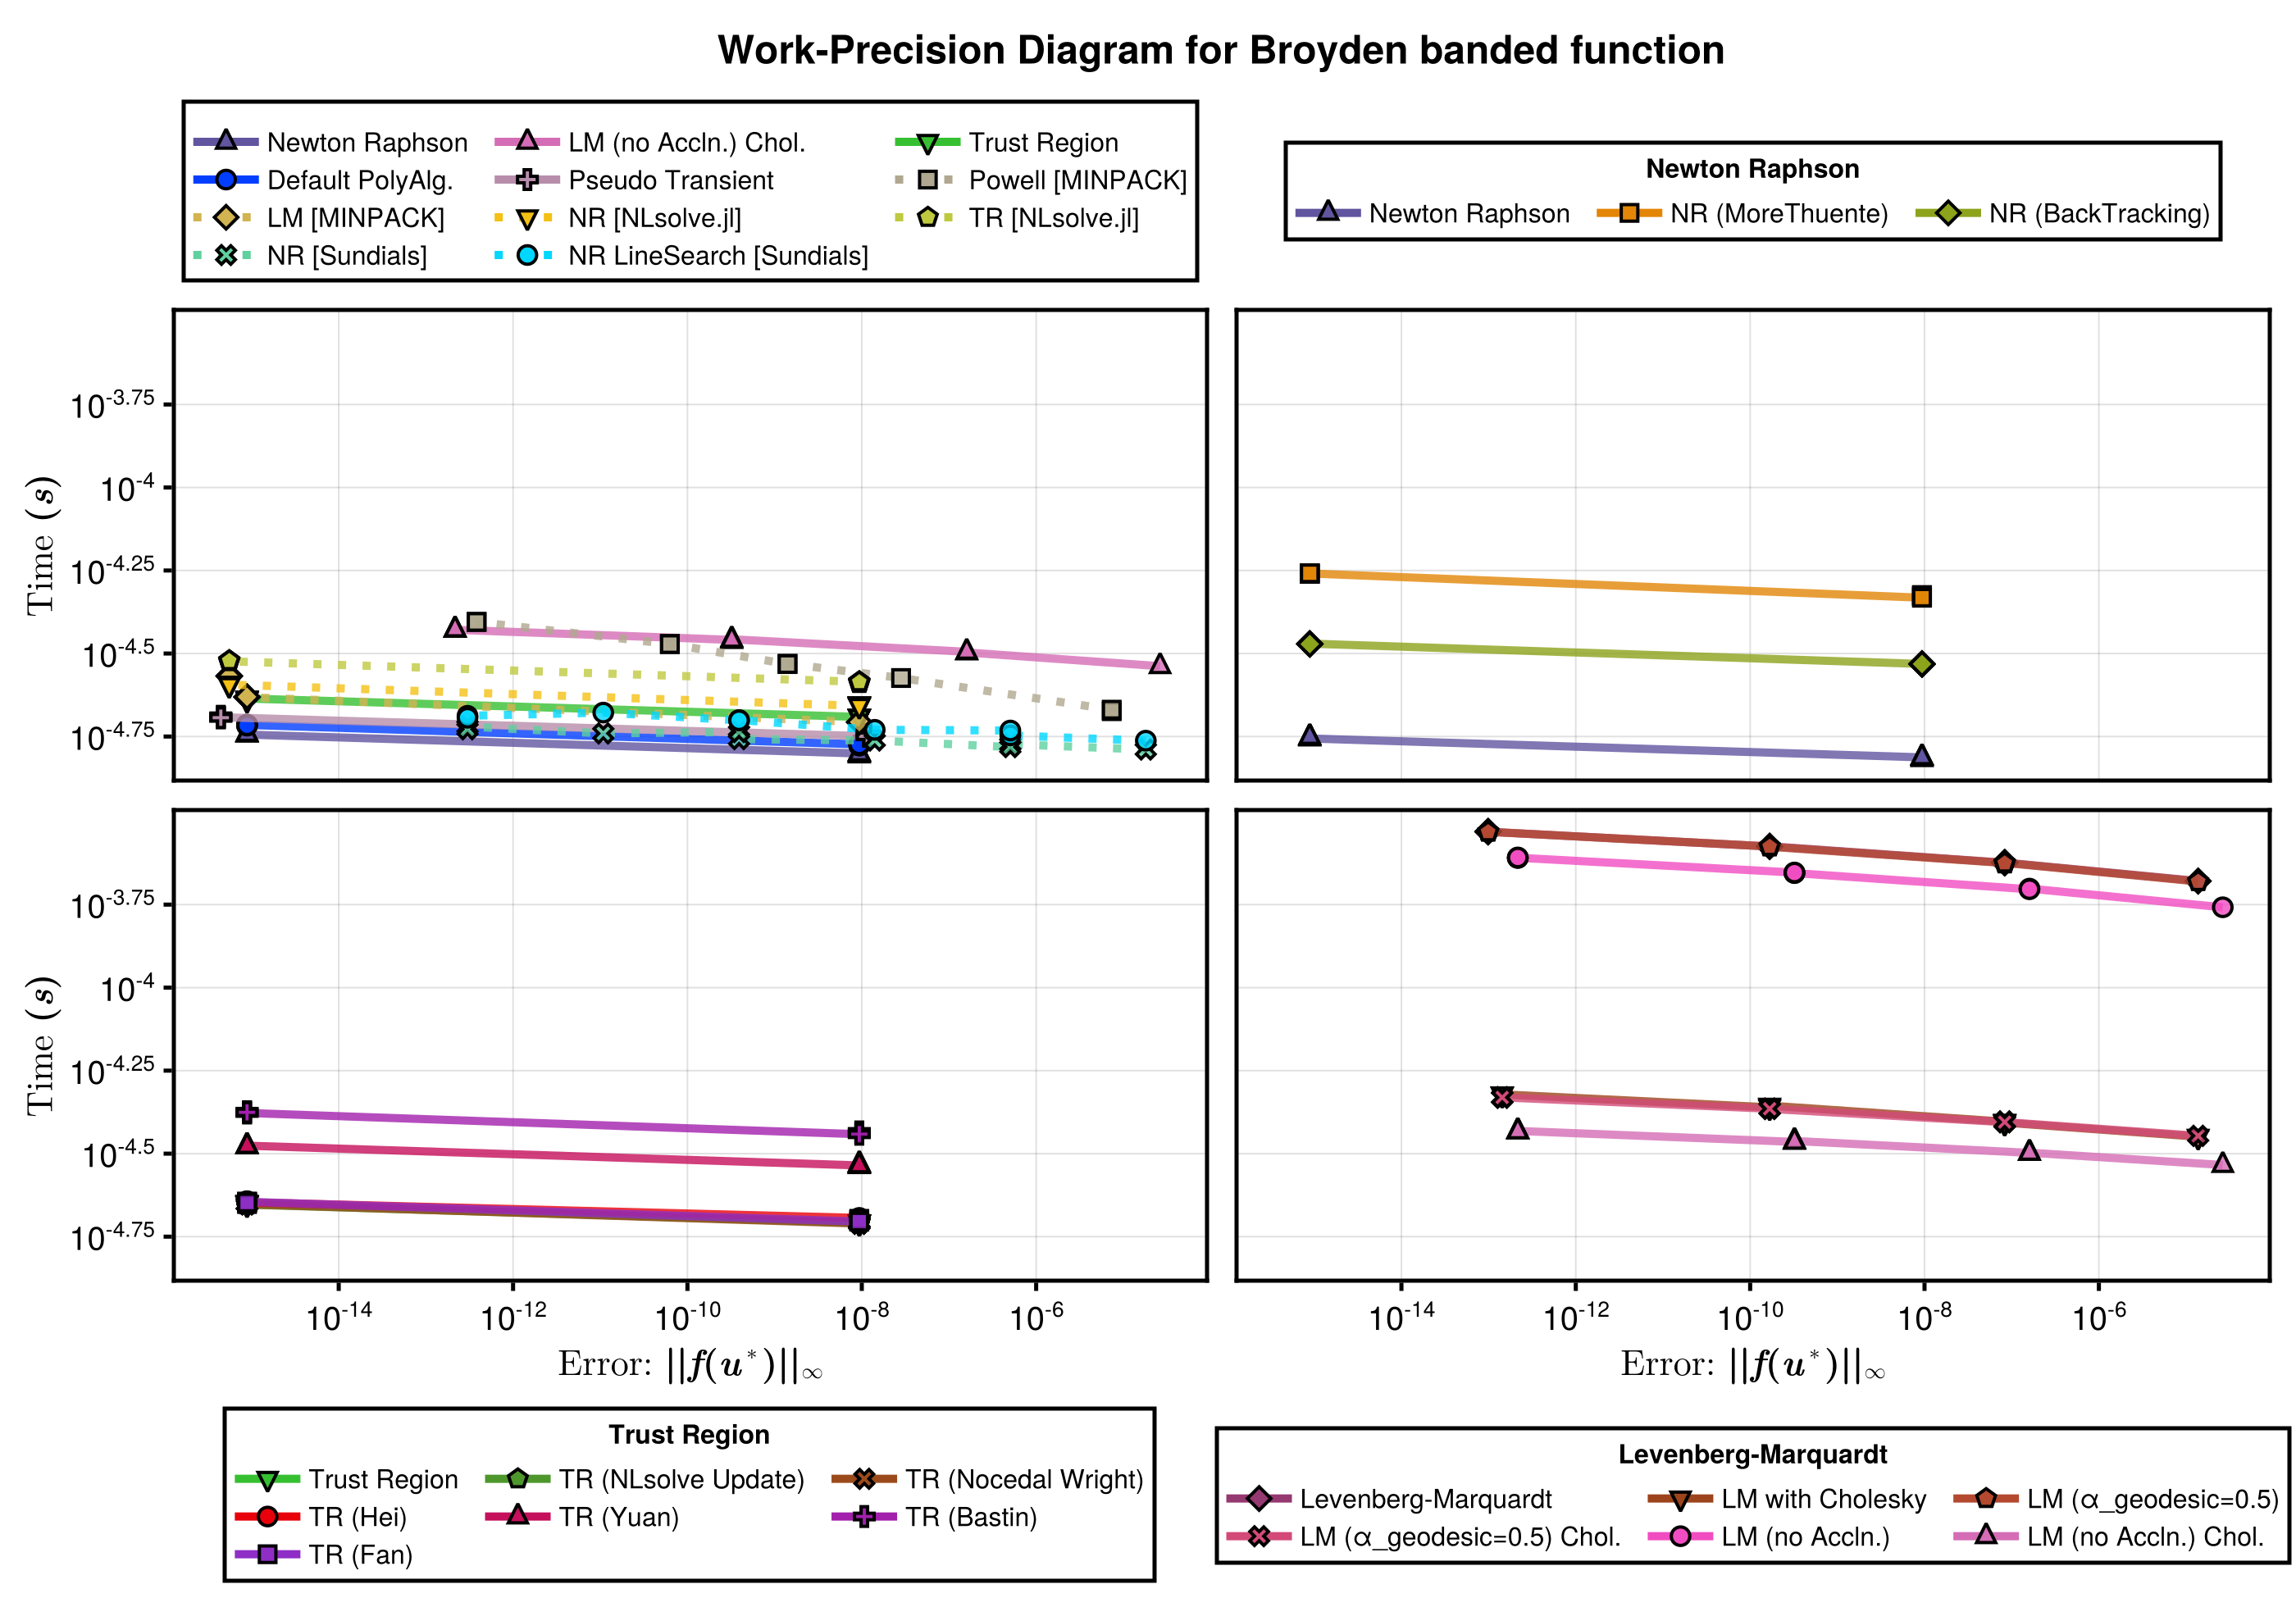 Work-Precision Diagram for Broyden banded function
Newton Raphson LM (no Accln.) Chol. Trust Region
Default PolyAlg. Pseudo Transient Powell [MINPACK]
LM [MINPACK] NR [NLsolve.jl] TR [NLsolve.jl]
NR [Sundials] NR LineSearch [Sundials]
Newton Raphson
Newton Raphson NR (MoreThuente) NR (BackTracking)
Time (s)
10^-3.75
10^-4
10^-4.25
10^-4.5
10^-4.75
Time (s)
10^-3.75
10^-4
10^-4.25
10^-4.5
10^-4.75
10^-14 10^-12 10^-10 10^-8 10^-6
Error: ||f(u*)||∞
10^-14 10^-12 10^-10 10^-8 10^-6
Error: ||f(u*)||∞
Trust Region
Trust Region TR (NLsolve Update) TR (Nocedal Wright)
TR (Hei) TR (Yuan) TR (Bastin)
TR (Fan)
Levenberg-Marquardt
Levenberg-Marquardt LM with Cholesky LM (α_geodesic=0.5)
LM (α_geodesic=0.5) Chol. LM (no Accln.) LM (no Accln.) Chol.